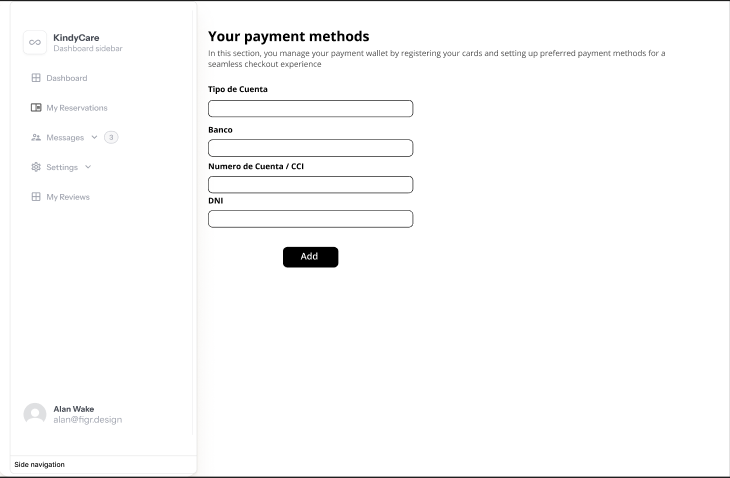 KindyCare
Dashboard sidebar
Dashboard
My Reservations
Messages 3
Settings
My Reviews
Alan Wake
alan@figr.design
Side navigation
Your payment methods
In this section, you manage your payment wallet by registering your cards and setting up preferred payment methods for a
seamless checkout experience
Tipo de Cuenta
Banco
Numero de Cuenta / CCI
DNI
Add